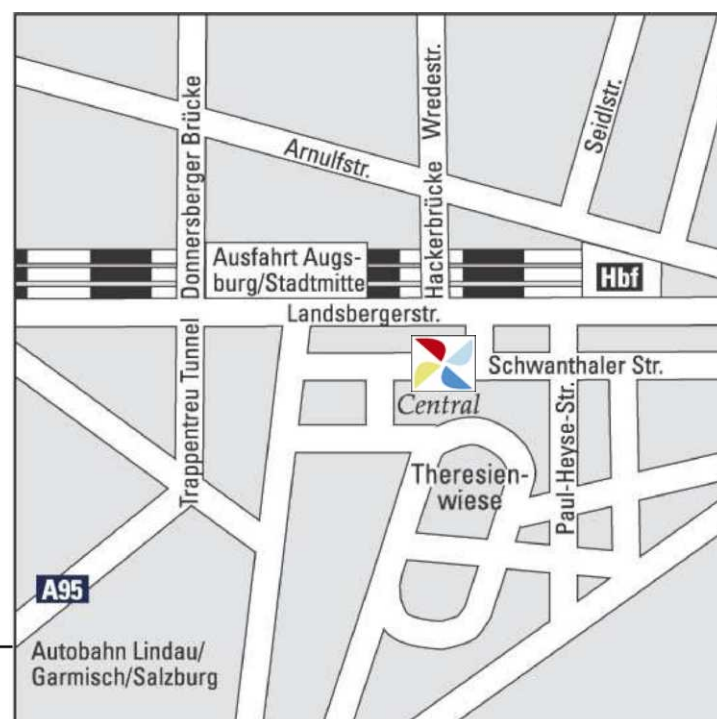 Donnersberger Brücke
Wredestr.
Seidlstr.
Arnulfstr.
Hackerbrücke
Ausfahrt Augs-
burg/Stadtmitte
Hbf
Landsbergerstr.
Trappentreu Tunnel
Schwanthaler Str.
Central
Paul-Heyse-Str.
Theresien-
wiese
A95
Autobahn Lindau/
Garmisch/Salzburg